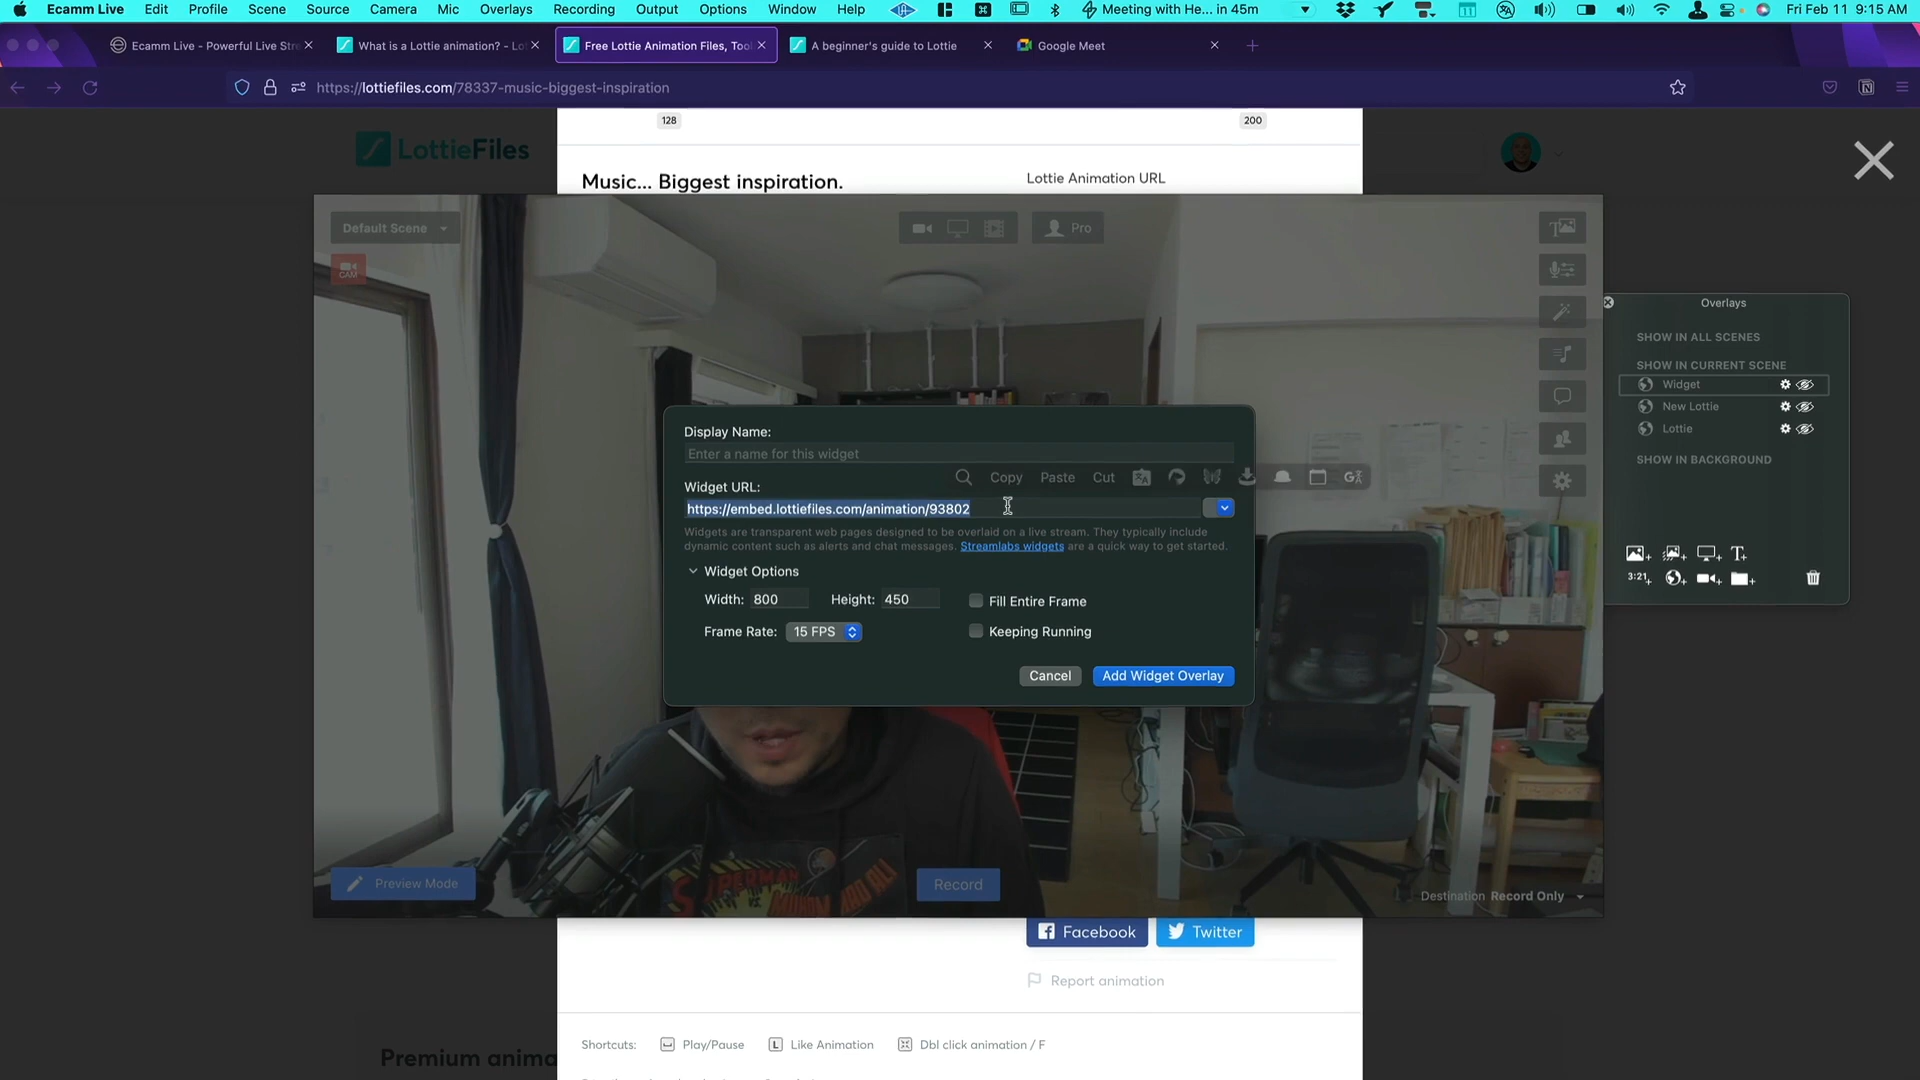 Ecamm Live Edit Profile Scene Source Camera Mic Overlays Recording Output Options Window Help Meeting with He... in 45m 11 Fri Feb 11 9:15 AM
Ecamm Live - Powerful Live Stre What is a Lottie animation? - Lo Free Lottie Animation Files, Too A beginner's guide to Lottie Google Meet
https://lottiefiles.com/78337-music-biggest-inspiration
128 200
LottieFiles
Music... Biggest inspiration. Lottie Animation URL
Default Scene Pro
CAM
Overlays
SHOW IN ALL SCENES
SHOW IN CURRENT SCENE
Widget
New Lottie
Lottie
SHOW IN BACKGROUND
3:21+
Display Name:
Enter a name for this widget
Copy Paste Cut
Widget URL:
https://embed.lottiefiles.com/animation/93802
Widgets are transparent web pages designed to be overlaid on a live stream. They typically include
dynamic content such as alerts and chat messages. Streamlabs widgets are a quick way to get started.
Widget Options
Width: 800 Height: 450 Fill Entire Frame
Frame Rate: 15 FPS Keeping Running
Cancel Add Widget Overlay
SUPERMAN
VS.
Preview Mode Record Destination Record Only
Facebook Twitter
Report animation
Shortcuts: Play/Pause L Like Animation Dbl click animation / F
Premium anima